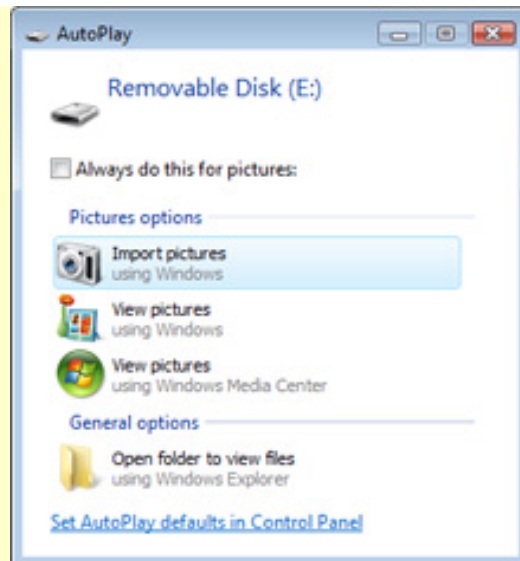 AutoPlay
Removable Disk (E:)
Always do this for pictures:
Pictures options
Import pictures
using Windows
View pictures
using Windows
View pictures
using Windows Media Center
General options
Open folder to view files
using Windows Explorer
Set AutoPlay defaults in Control Panel